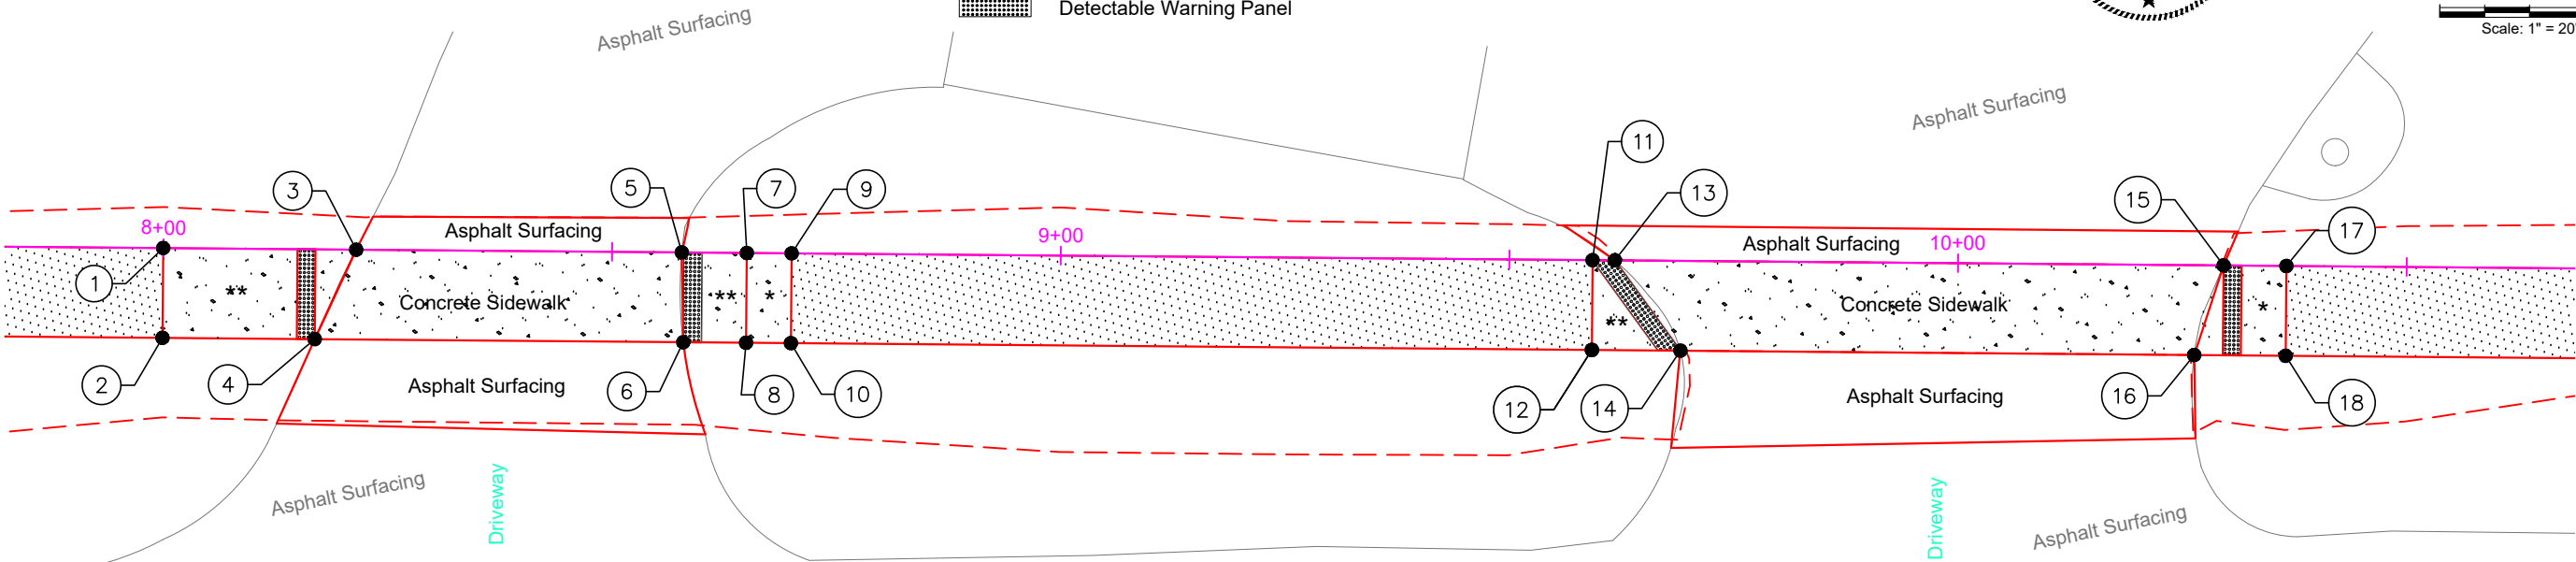 Detectable Warning Panel
Asphalt Surfacing
Scale: 1" = 20'
Asphalt Surfacing
11
3
5
7
9
13
15
17
8+00
Asphalt Surfacing
9+00
Asphalt Surfacing
10+00
1
**
Concrete Sidewalk
**
*
**
Concrete Sidewalk
*
2
4
Asphalt Surfacing
6
8
10
12
14
Asphalt Surfacing
16
18
Asphalt Surfacing
Driveway
Driveway
Asphalt Surfacing